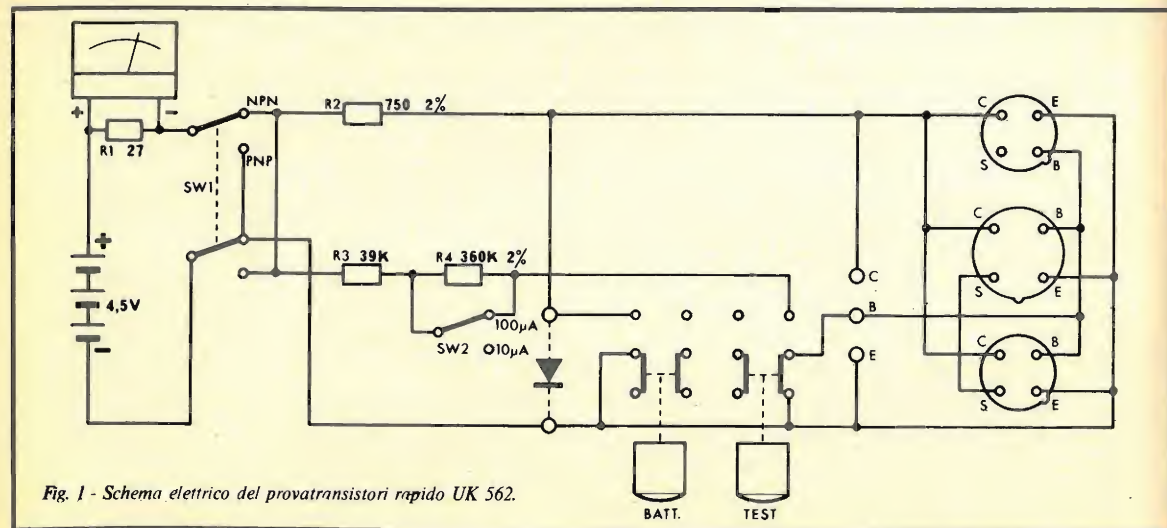 + −
R1 27
NPN
PNP
SW1
R2 750 2%
+
4,5V
−
R3 39K
R4 360K 2%
100µA
SW2 10µA
C
B
E
C E
S B
C B
S E
C B
S E
BATT. TEST
Fig. 1 - Schema elettrico del provatransistori rapido UK 562.